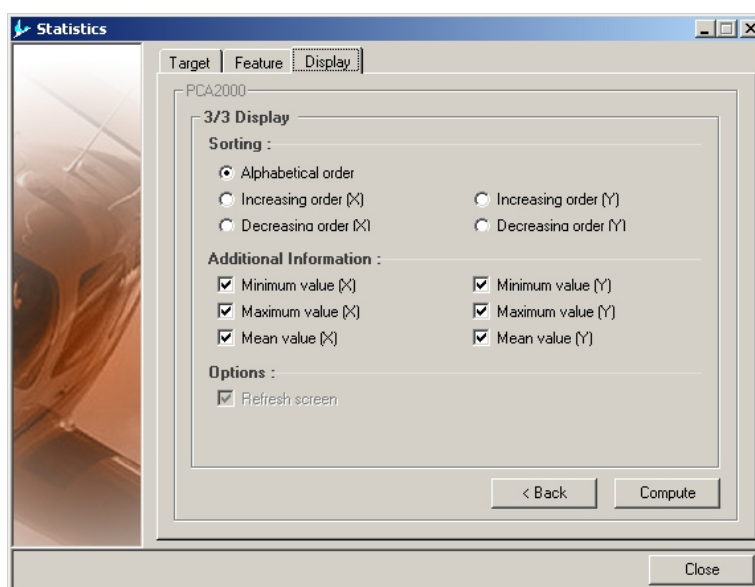 Statistics
Target Feature Display
PCA2000
3/3 Display
Sorting :
Alphabetical order
Increasing order (X) Increasing order (Y)
Decreasing order (X) Decreasing order (Y)
Additional Information :
Minimum value (X) Minimum value (Y)
Maximum value (X) Maximum value (Y)
Mean value (X) Mean value (Y)
Options :
Refresh screen
< Back Compute
Close